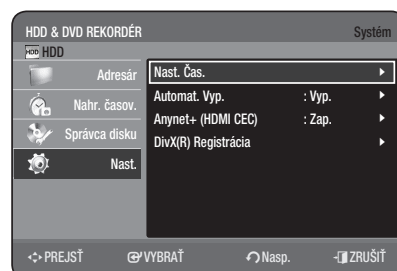 HDD & DVD REKORDÉR Systém
HDD HDD
Adresár
Nahr. časov.
Správca disku
Nast.
Nast. Čas. ►
Automat. Vyp. : Vyp. ►
Anynet+ (HDMI CEC) : Zap. ►
DivX(R) Registrácia ►
PREJSŤ VYBRAŤ Nasp. ZRUŠIŤ